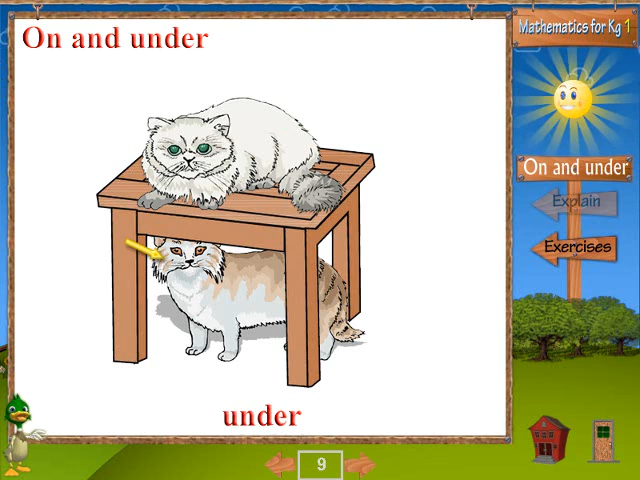 On and under
Mathematics for Kg 1
On and under
Explain
Exercises
under
9